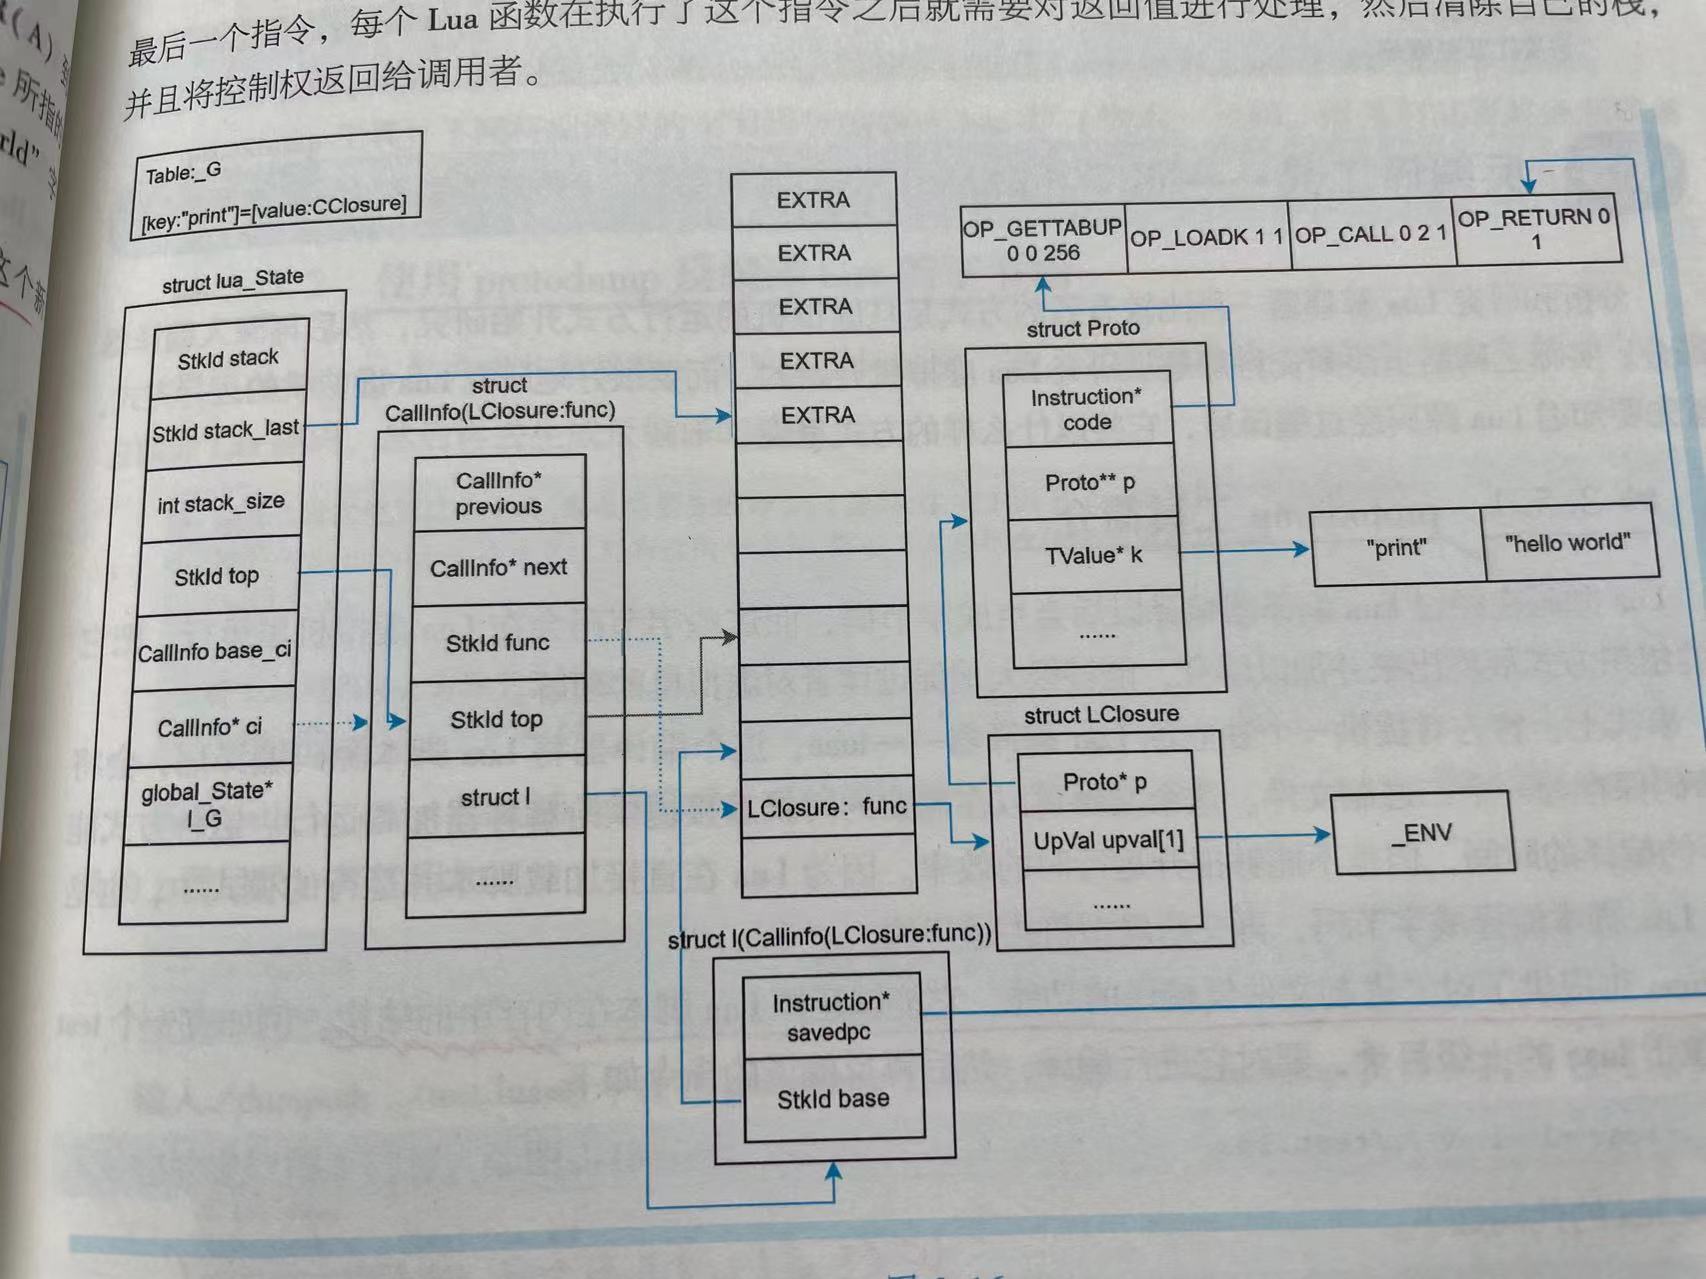 最后一个指令，每个 Lua 函数在执行了这个指令之后就需要对返回值进行处理，然后清除自己的栈，
并且将控制权返回给调用者。
Table:_G
[key:"print"]=[value:CClosure]
struct lua_State
StkId stack
StkId stack_last
int stack_size
StkId top
CallInfo base_ci
CallInfo* ci
global_State*
l_G
......
struct
CallInfo(LClosure:func)
CallInfo*
previous
CallInfo* next
StkId func
StkId top
struct l
......
EXTRA
EXTRA
EXTRA
EXTRA
EXTRA
LClosure：func
struct l(Callinfo(LClosure:func))
Instruction*
savedpc
StkId base
OP_GETTABUP
0 0 256
OP_LOADK 1 1
OP_CALL 0 2 1
OP_RETURN 0
1
struct Proto
Instruction*
code
Proto** p
TValue* k
......
"print"
"hello world"
struct LClosure
Proto* p
UpVal upval[1]
......
_ENV